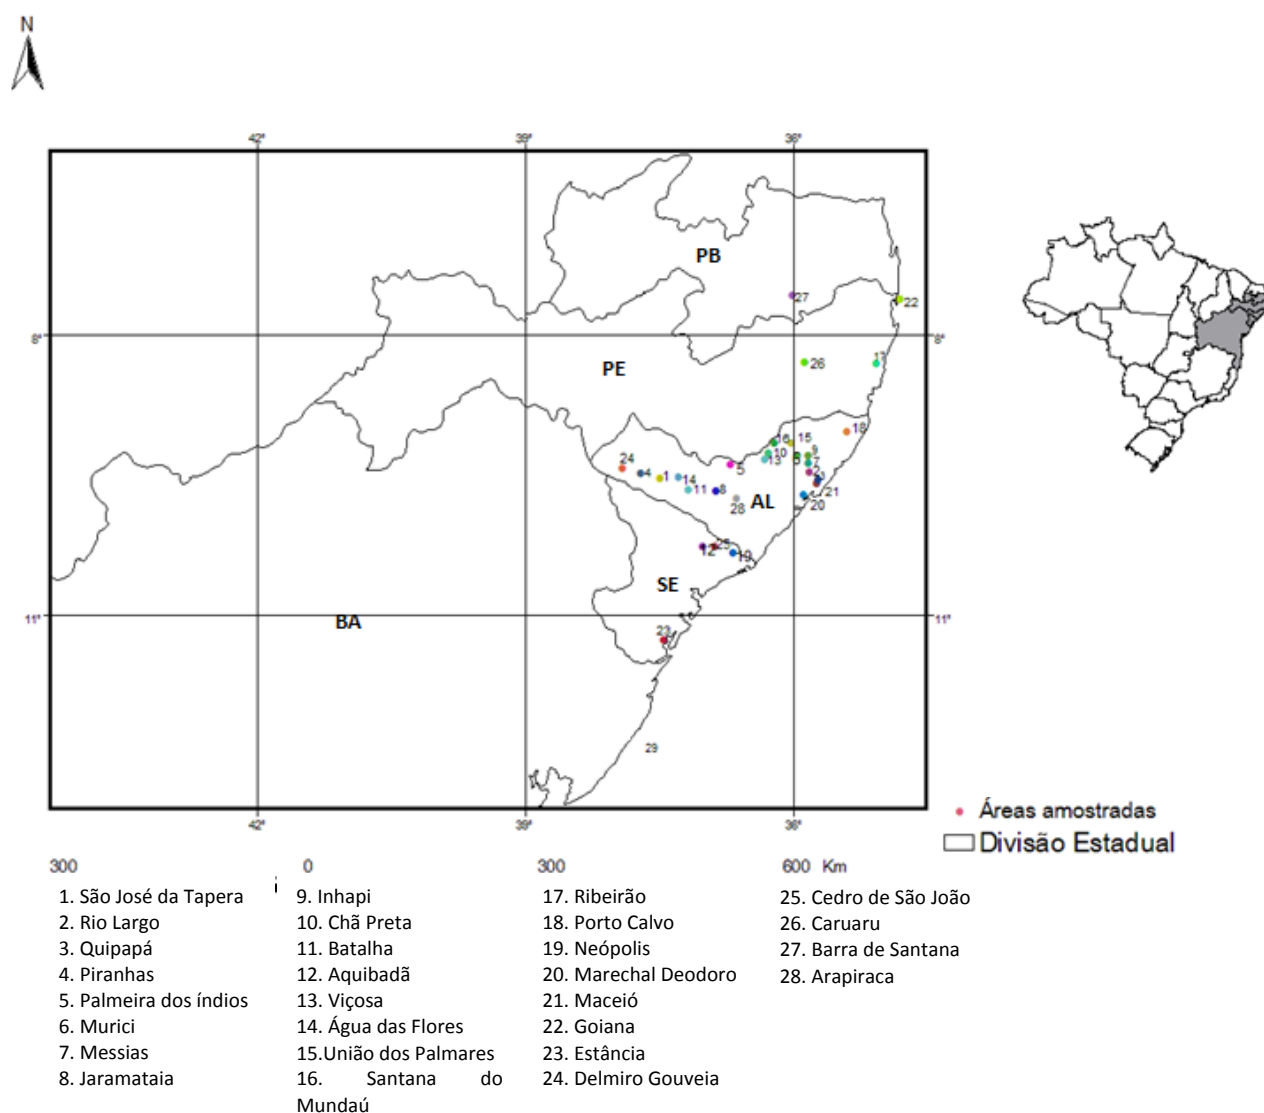 N
42°
39°
36°
PB
27
22
8°
8°
26
17
PE
18
16
15
10
9
13
5
7
24
4
1
14
5
2
11
8
21
28
AL
20
25
12
19
SE
11°
11°
BA
23
29
42°
39°
36°
Áreas amostradas
Divisão Estadual
300 0 300 600 Km
1. São José da Tapera
2. Rio Largo
3. Quipapá
4. Piranhas
5. Palmeira dos índios
6. Murici
7. Messias
8. Jaramataia
9. Inhapi
10. Chã Preta
11. Batalha
12. Aquibadã
13. Viçosa
14. Água das Flores
15.União dos Palmares
16. Santana do
Mundaú
17. Ribeirão
18. Porto Calvo
19. Neópolis
20. Marechal Deodoro
21. Maceió
22. Goiana
23. Estância
24. Delmiro Gouveia
25. Cedro de São João
26. Caruaru
27. Barra de Santana
28. Arapiraca